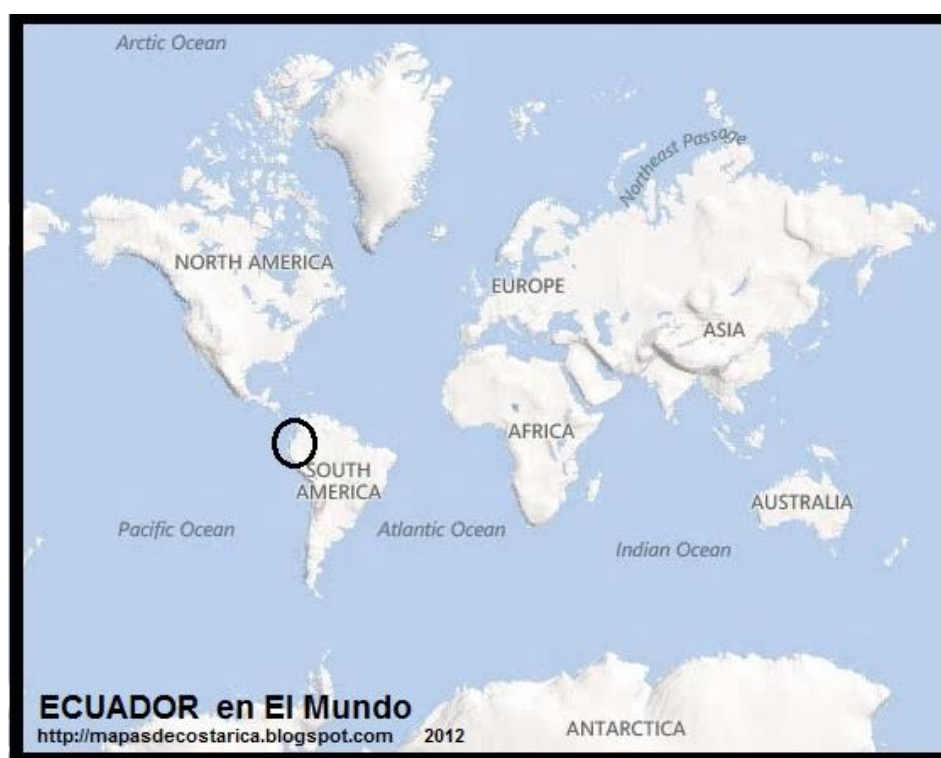 Arctic Ocean
Northeast Passage
NORTH AMERICA
EUROPE
ASIA
AFRICA
SOUTH
AMERICA
AUSTRALIA
Pacific Ocean
Atlantic Ocean
Indian Ocean
ECUADOR en El Mundo
ANTARCTICA
http://mapasdecostarica.blogspot.com 2012